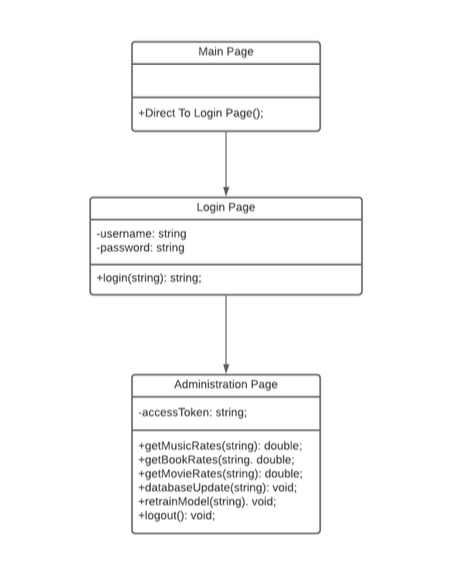 Main Page
+Direct To Login Page();
Login Page
-username: string
-password: string
+login(string): string;
Administration Page
-accessToken: string;
+getMusicRates(string): double;
+getBookRates(string. double;
+getMovieRates(string): double;
+databaseUpdate(string): void;
+retrainModel(string). void;
+logout(): void;